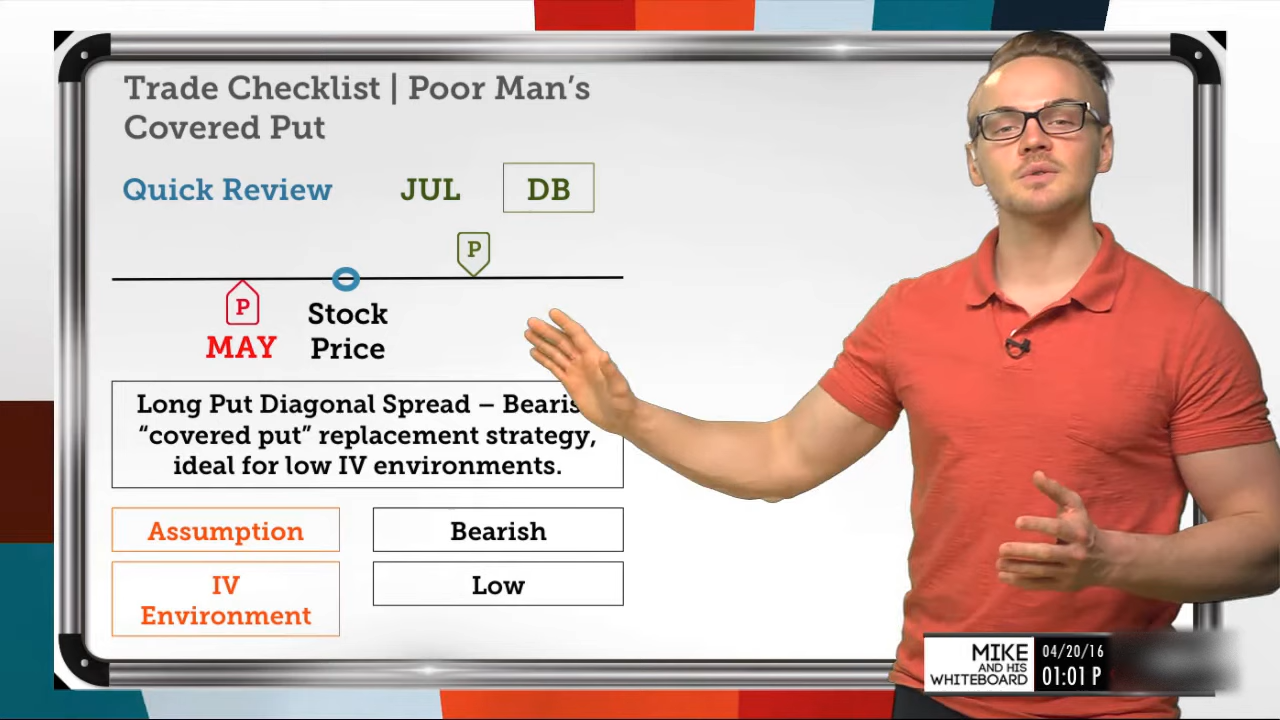 Trade Checklist | Poor Man's
Covered Put
Quick Review
JUL
DB
P
P
MAY
Stock
Price
Long Put Diagonal Spread – Bearis
“covered put” replacement strategy,
ideal for low IV environments.
Assumption
Bearish
IV
Environment
Low
MIKE
AND HIS
WHITEBOARD
04/20/16
01:01 P